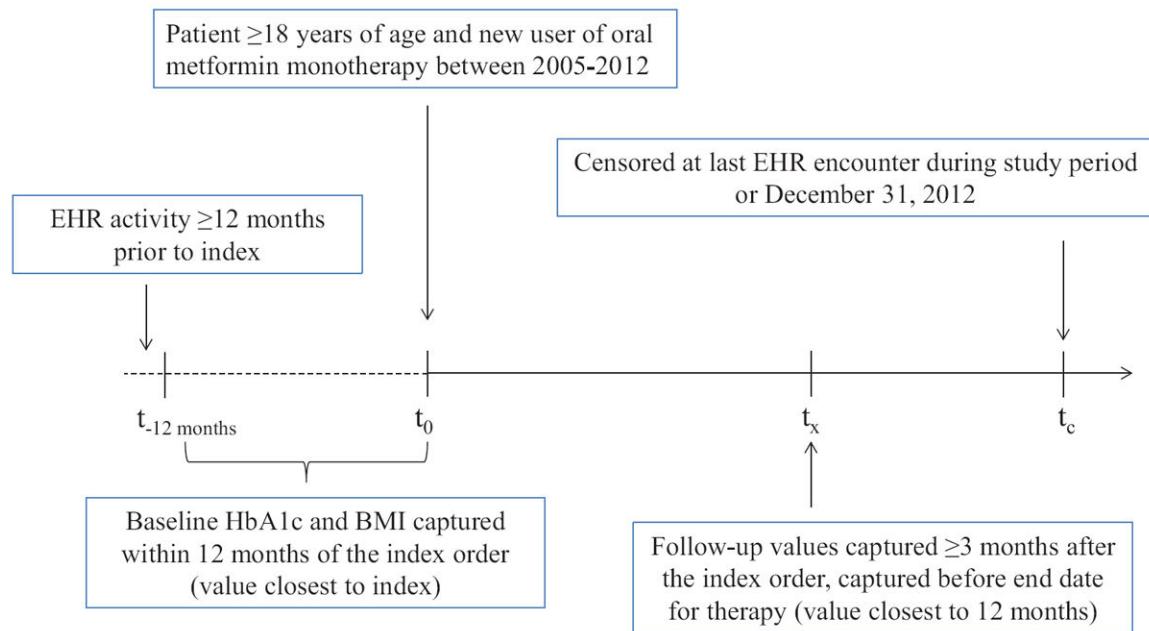 Patient ≥18 years of age and new user of oral
metformin monotherapy between 2005-2012
Censored at last EHR encounter during study period
or December 31, 2012
EHR activity ≥12 months
prior to index
t-12 months
t0
tx
tc
Baseline HbA1c and BMI captured
within 12 months of the index order
(value closest to index)
Follow-up values captured ≥3 months after
the index order, captured before end date
for therapy (value closest to 12 months)